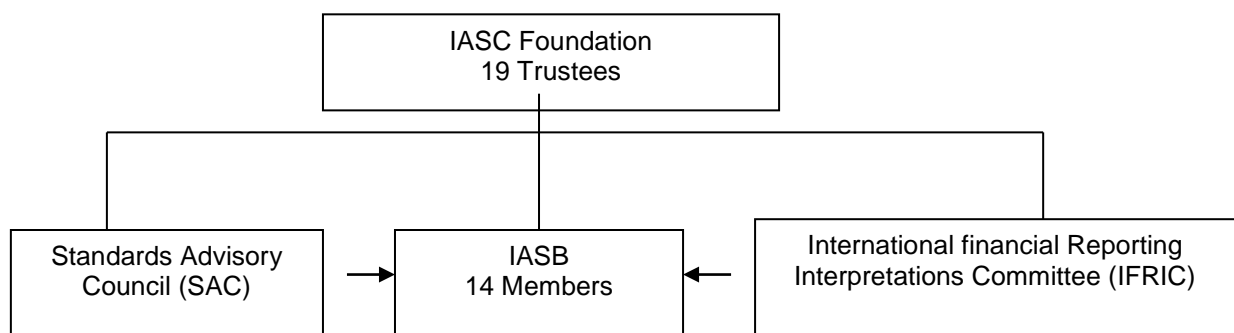 IASC Foundation
19 Trustees
Standards Advisory
Council (SAC)
IASB
14 Members
International financial Reporting
Interpretations Committee (IFRIC)